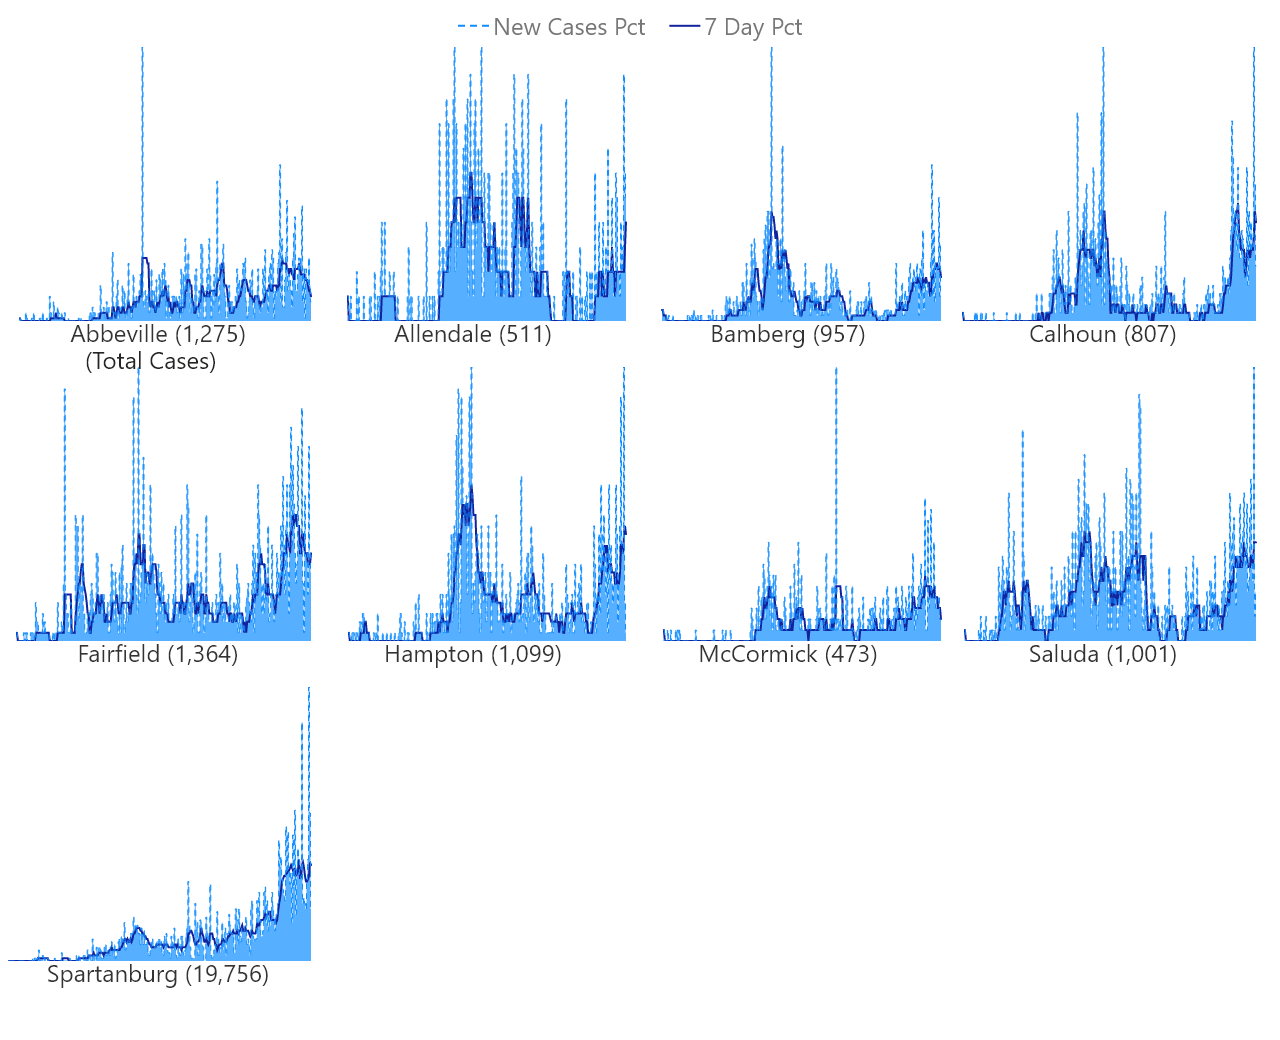 New Cases Pct 7 Day Pct
Abbeville (1,275) Allendale (511) Bamberg (957) Calhoun (807)
(Total Cases)
Fairfield (1,364) Hampton (1,099) McCormick (473) Saluda (1,001)
Spartanburg (19,756)